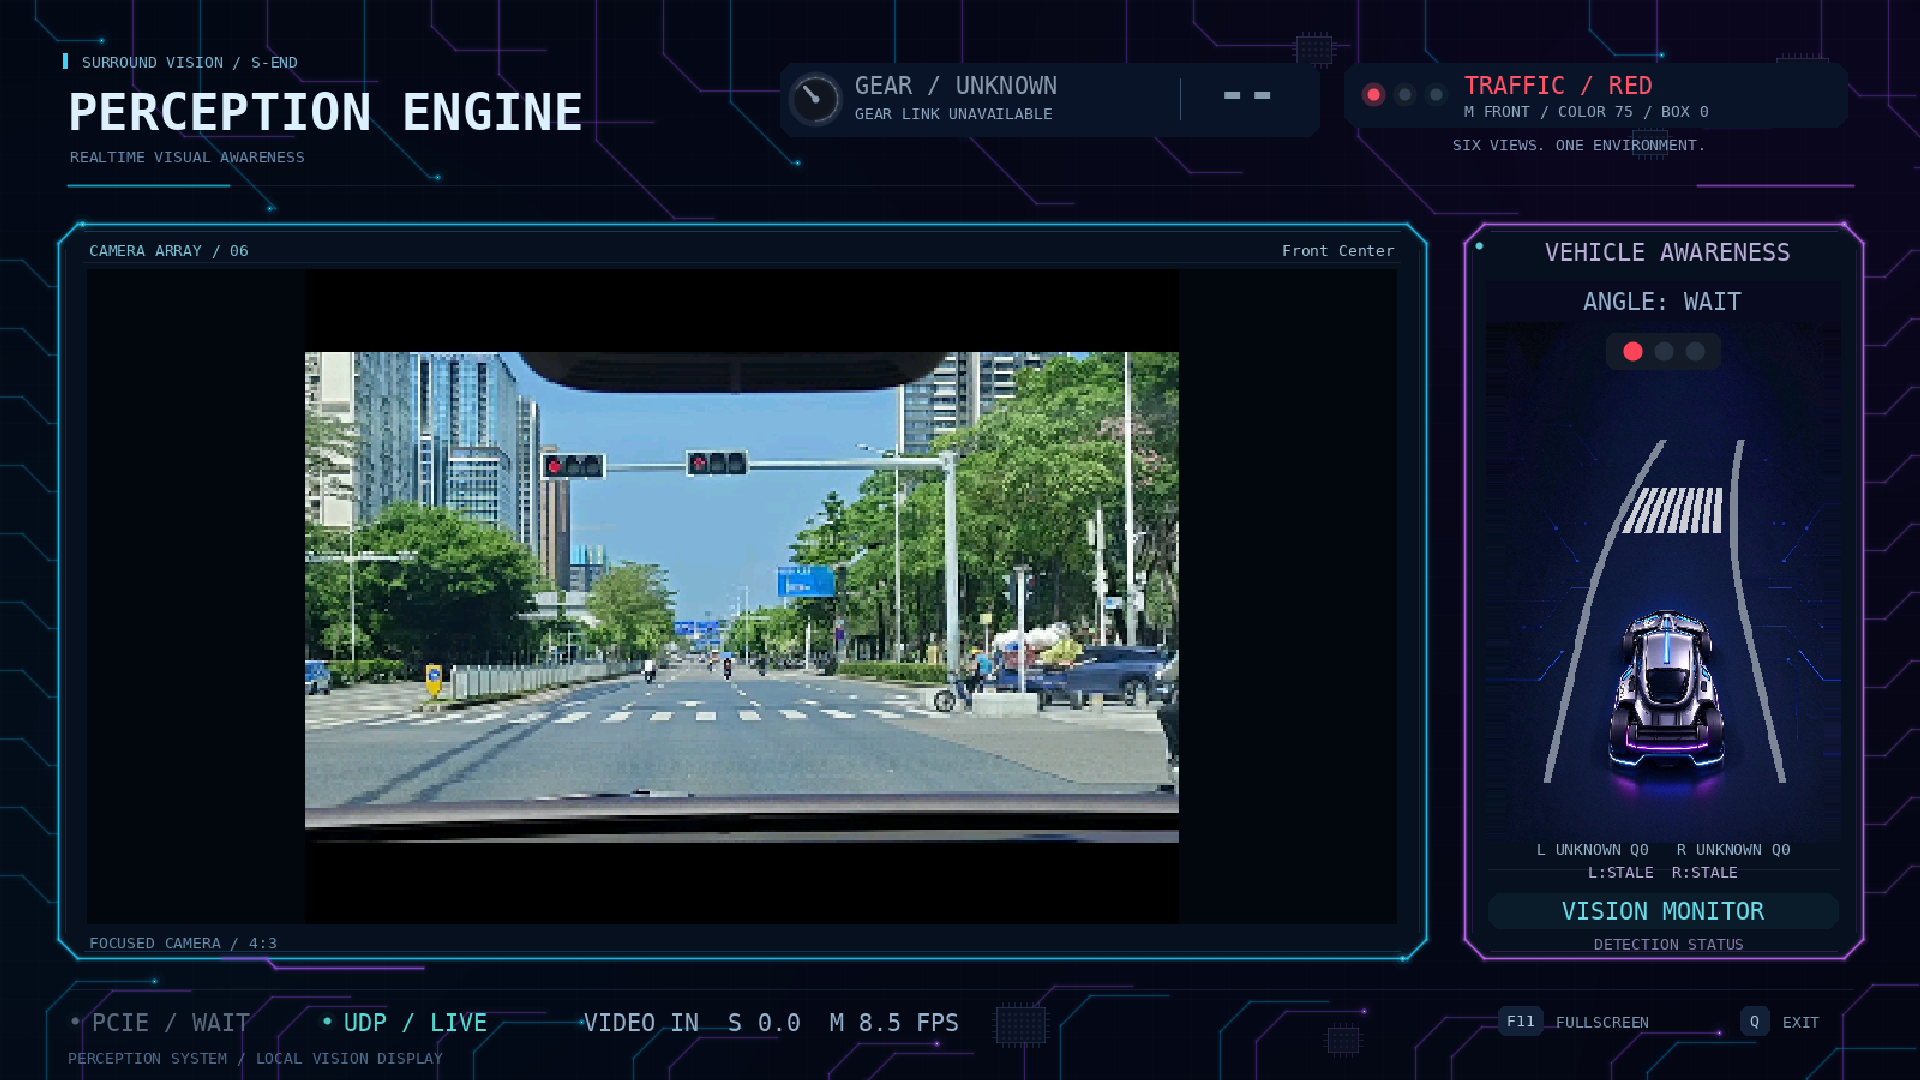 SURROUND VISION / S-END
PERCEPTION ENGINE
REALTIME VISUAL AWARENESS
GEAR / UNKNOWN
GEAR LINK UNAVAILABLE
--
TRAFFIC / RED
M FRONT / COLOR 75 / BOX 0
SIX VIEWS. ONE ENVIRONMENT.
CAMERA ARRAY / 06
Front Center
FOCUSED CAMERA / 4:3
VEHICLE AWARENESS
ANGLE: WAIT
L UNKNOWN Q0 R UNKNOWN Q0
L:STALE R:STALE
VISION MONITOR
DETECTION STATUS
PCIE / WAIT
UDP / LIVE
VIDEO IN S 0.0 M 8.5 FPS
F11 FULLSCREEN
Q EXIT
PERCEPTION SYSTEM / LOCAL VISION DISPLAY